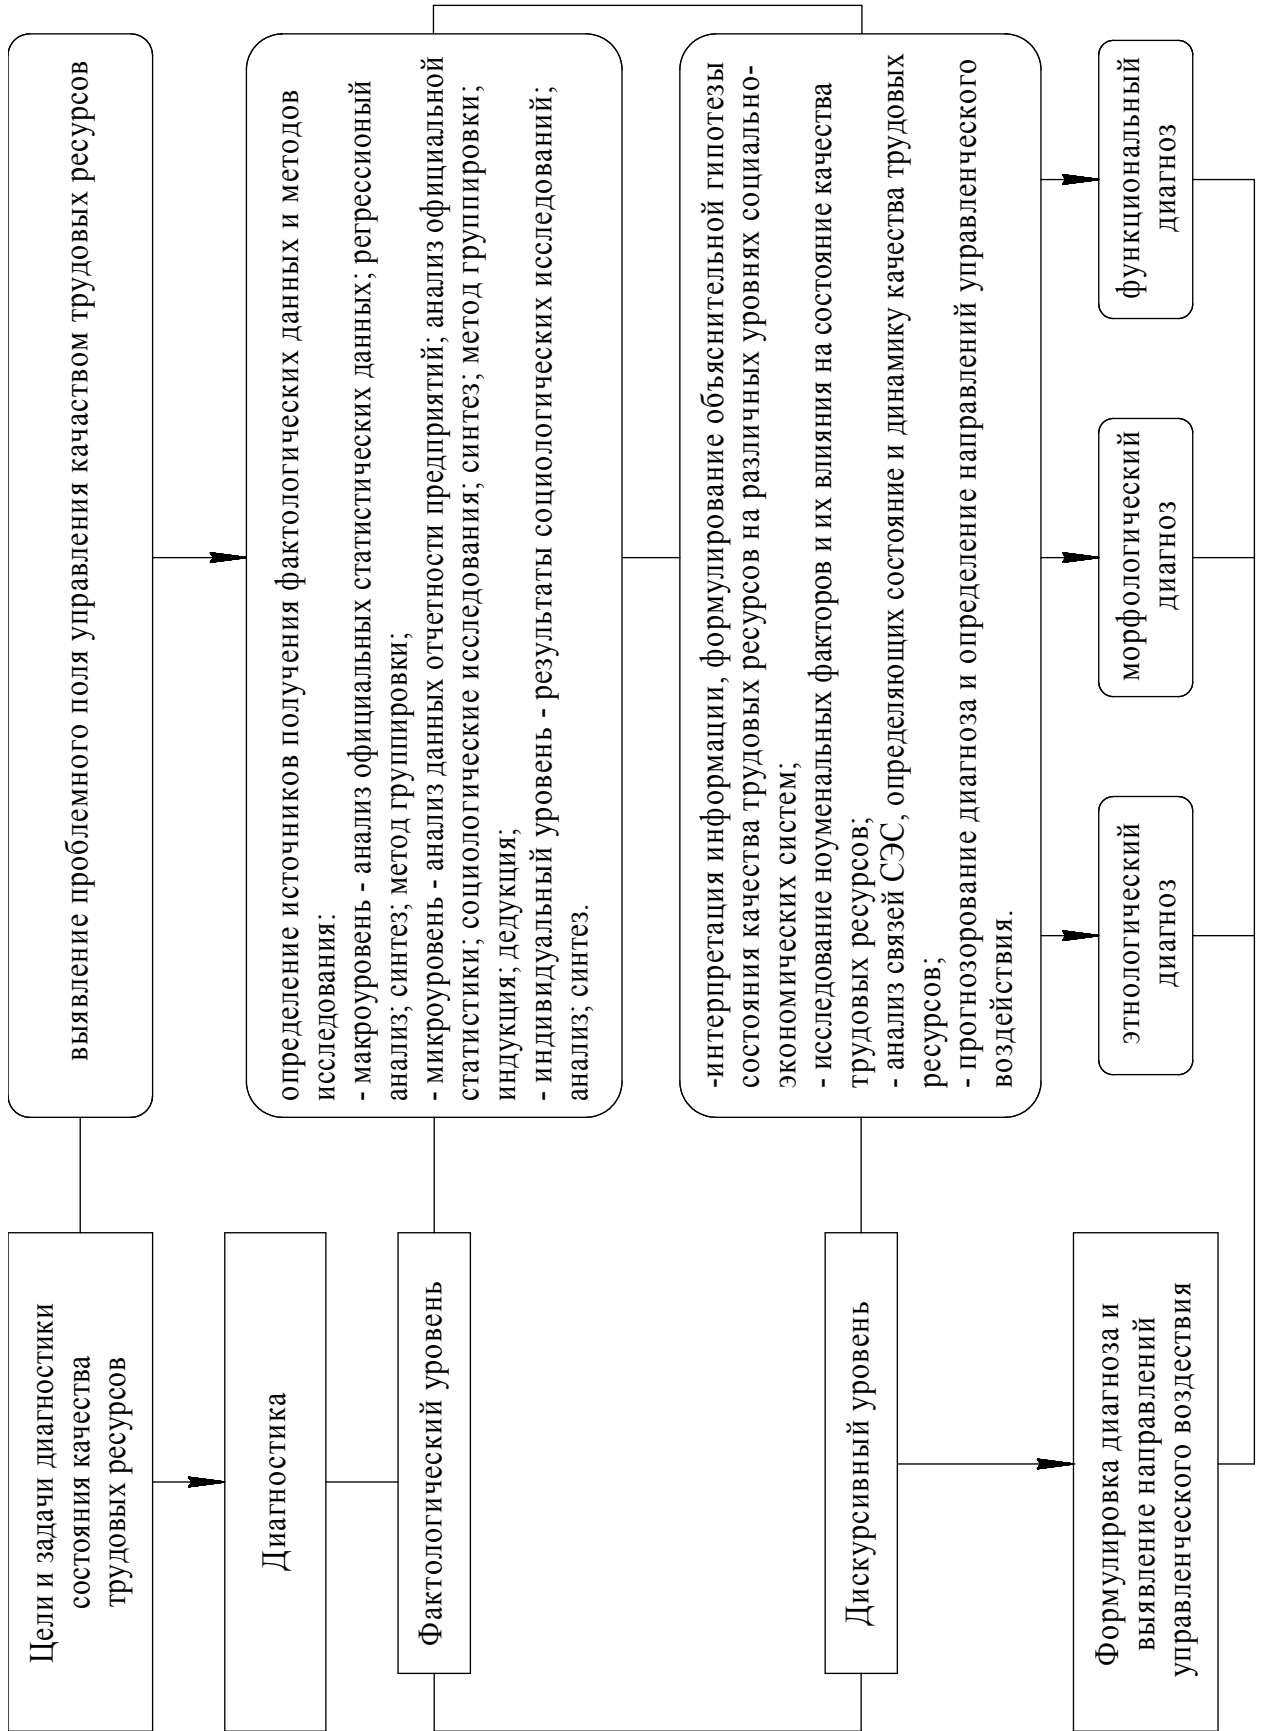 Цели и задачи диагностики
состояния качества
трудовых ресурсов
выявление проблемного поля управления качаством трудовых ресурсов
Диагностика
Фактологический уровень
определение источников получения фактологических данных и методов
исследования:
- макроуровень - анализ официальных статистических данных; регрессионый
анализ; синтез; метод группировки;
- микроуровень - анализ данных отчетности предприятий; анализ официальной
статистики; социологические исследования; синтез; метод группировки;
индукция; дедукция;
- индивидуальный уровень - результаты социологических исследований;
анализ; синтез.
Дискурсивный уровень
-интерпретация информации, формулирование объяснительной гипотезы
состояния качества трудовых ресурсов на различных уровнях социально-
экономических систем;
- исследование ноуменальных факторов и их влияния на состояние качества
трудовых ресурсов;
- анализ связей СЭС, определяющих состояние и динамику качества трудовых
ресурсов;
- прогнозорование диагноза и определение направлений управленческого
воздействия.
Формулировка диагноза и
выявление направлений
управленческого воздествия
этнологический
диагноз
морфологический
диагноз
функциональный
диагноз